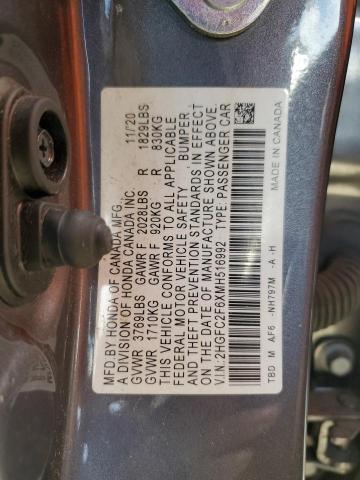 MFD. BY HONDA OF CANADA MFG.,
A DIVISION OF HONDA CANADA INC. 11/20
GVWR 3769LBS GAWR F 2028LBS R 1829LBS
GVWR 1710KG GAWR F 920KG R 830KG
THIS VEHICLE CONFORMS TO ALL APPLICABLE
FEDERAL MOTOR VEHICLE SAFETY BUMPER,
AND THEFT PREVENTION STANDARDS IN EFFECT
ON THE DATE OF MANUFACTURE SHOWN ABOVE.
V.I.N.:2HGFC2F6XMH516992 TYPE: PASSENGER CAR
TBD M AF6 -NH797M -A -H MADE IN CANADA